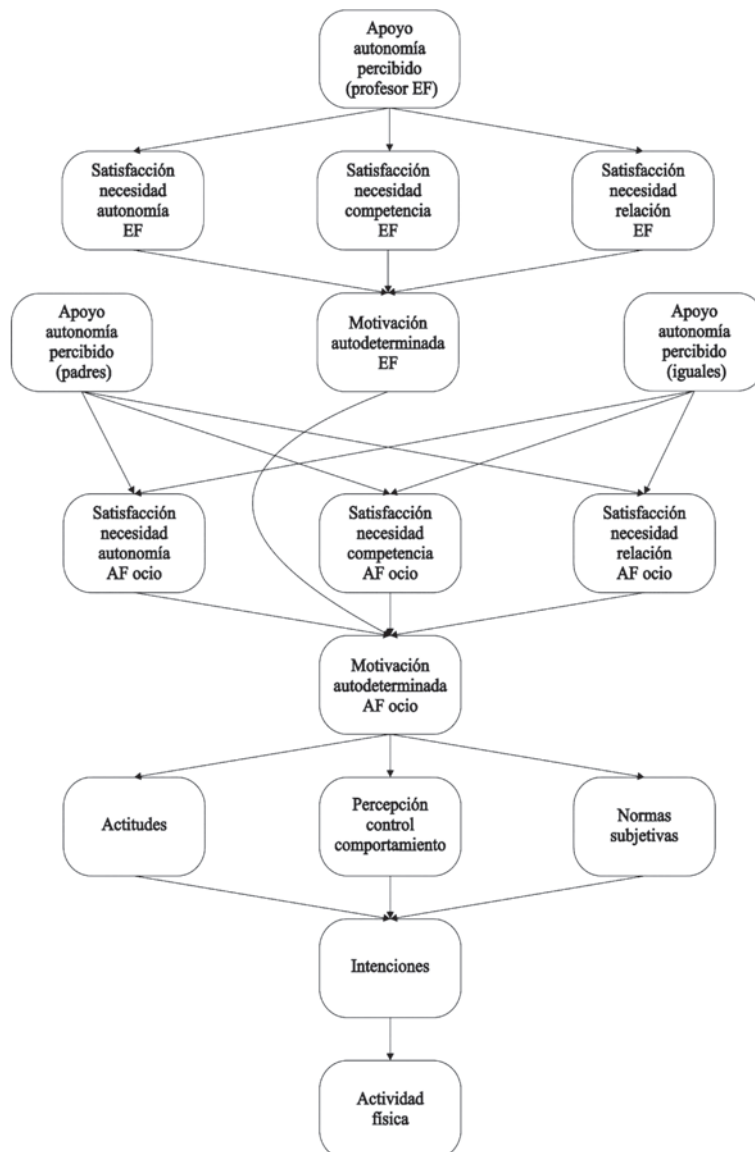 Apoyo
autonomía
percibido
(profesor EF)
Satisfacción
necesidad
autonomía
EF
Satisfacción
necesidad
competencia
EF
Satisfacción
necesidad
relación
EF
Apoyo
autonomía
percibido
(padres)
Motivación
autodeterminada
EF
Apoyo
autonomía
percibido
(iguales)
Satisfacción
necesidad
autonomía
AF ocio
Satisfacción
necesidad
competencia
AF ocio
Satisfacción
necesidad
relación
AF ocio
Motivación
autodeterminada
AF ocio
Actitudes
Percepción
control
comportamiento
Normas
subjetivas
Intenciones
Actividad
física